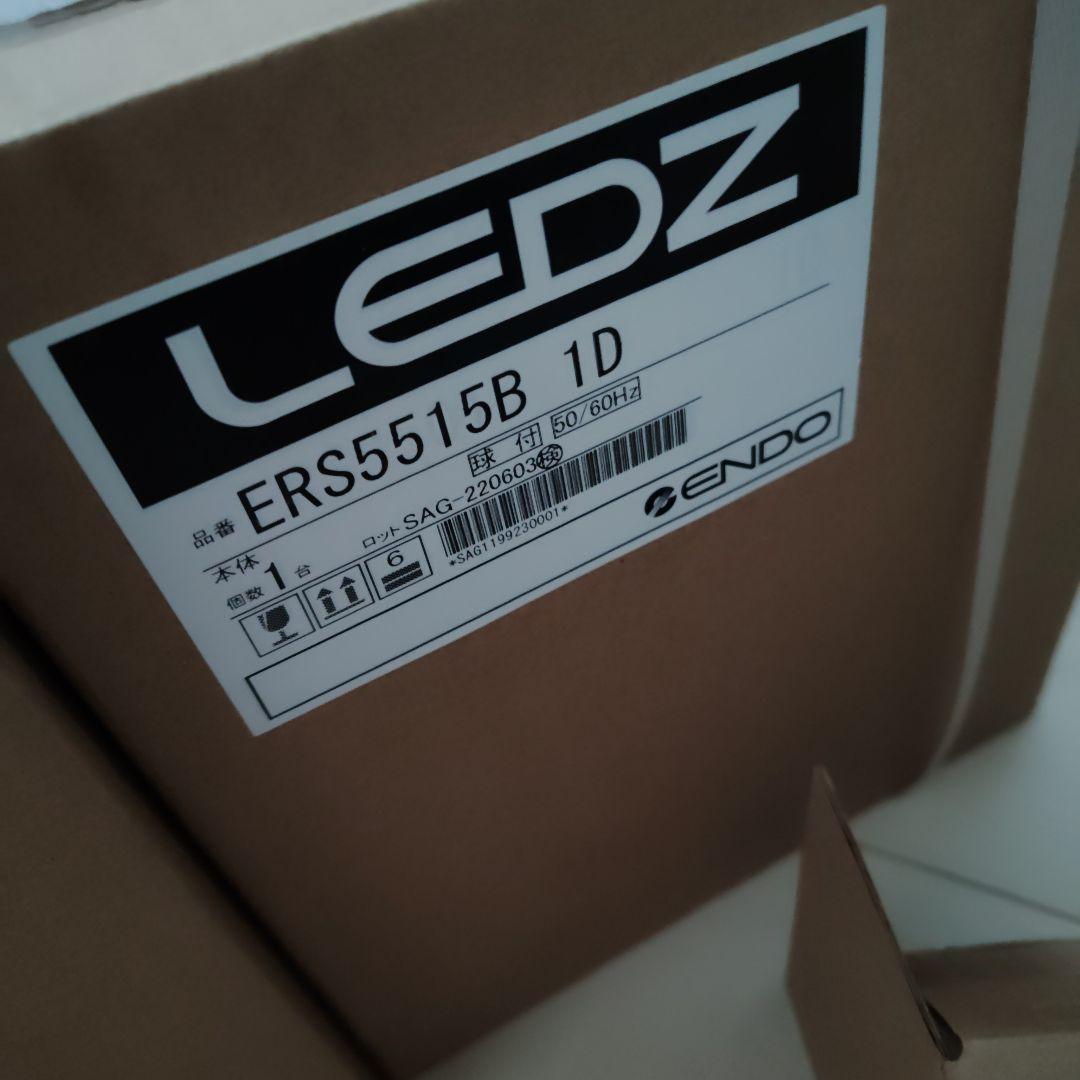 LEDZ
品番 ERS5515B 1D
本体 球付 50/60Hz
個数 1 台 ロット SAG-220603 検
6
*SAG1199230001*
ENDO